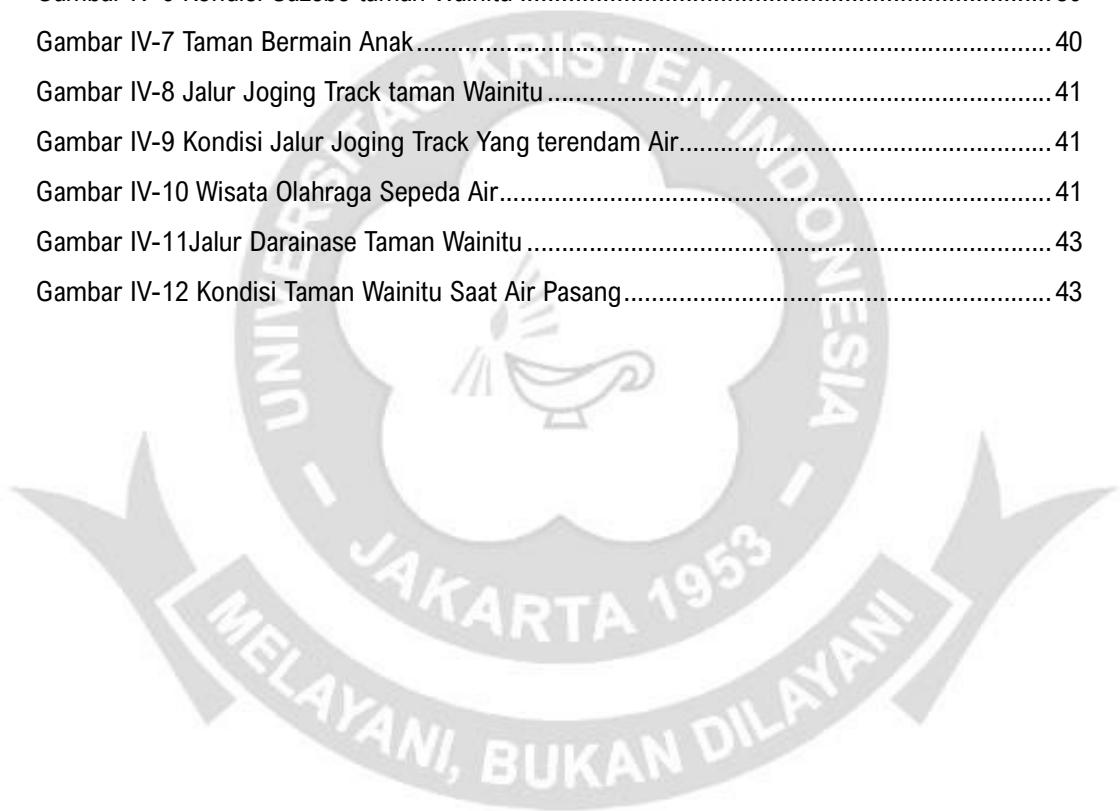 Gambar IV-7 Taman Bermain Anak........................................................................................... 40
Gambar IV-8 Jalur Joging Track taman Wainitu ........................................................................ 41
Gambar IV-9 Kondisi Jalur Joging Track Yang terendam Air..................................................... 41
Gambar IV-10 Wisata Olahraga Sepeda Air............................................................................... 41
Gambar IV-11Jalur Darainase Taman Wainitu ........................................................................... 43
Gambar IV-12 Kondisi Taman Wainitu Saat Air Pasang............................................................. 43
UNIVERSITAS KRISTEN INDONESIA
- JAKARTA 1953 -
MELAYANI, BUKAN DILAYANI